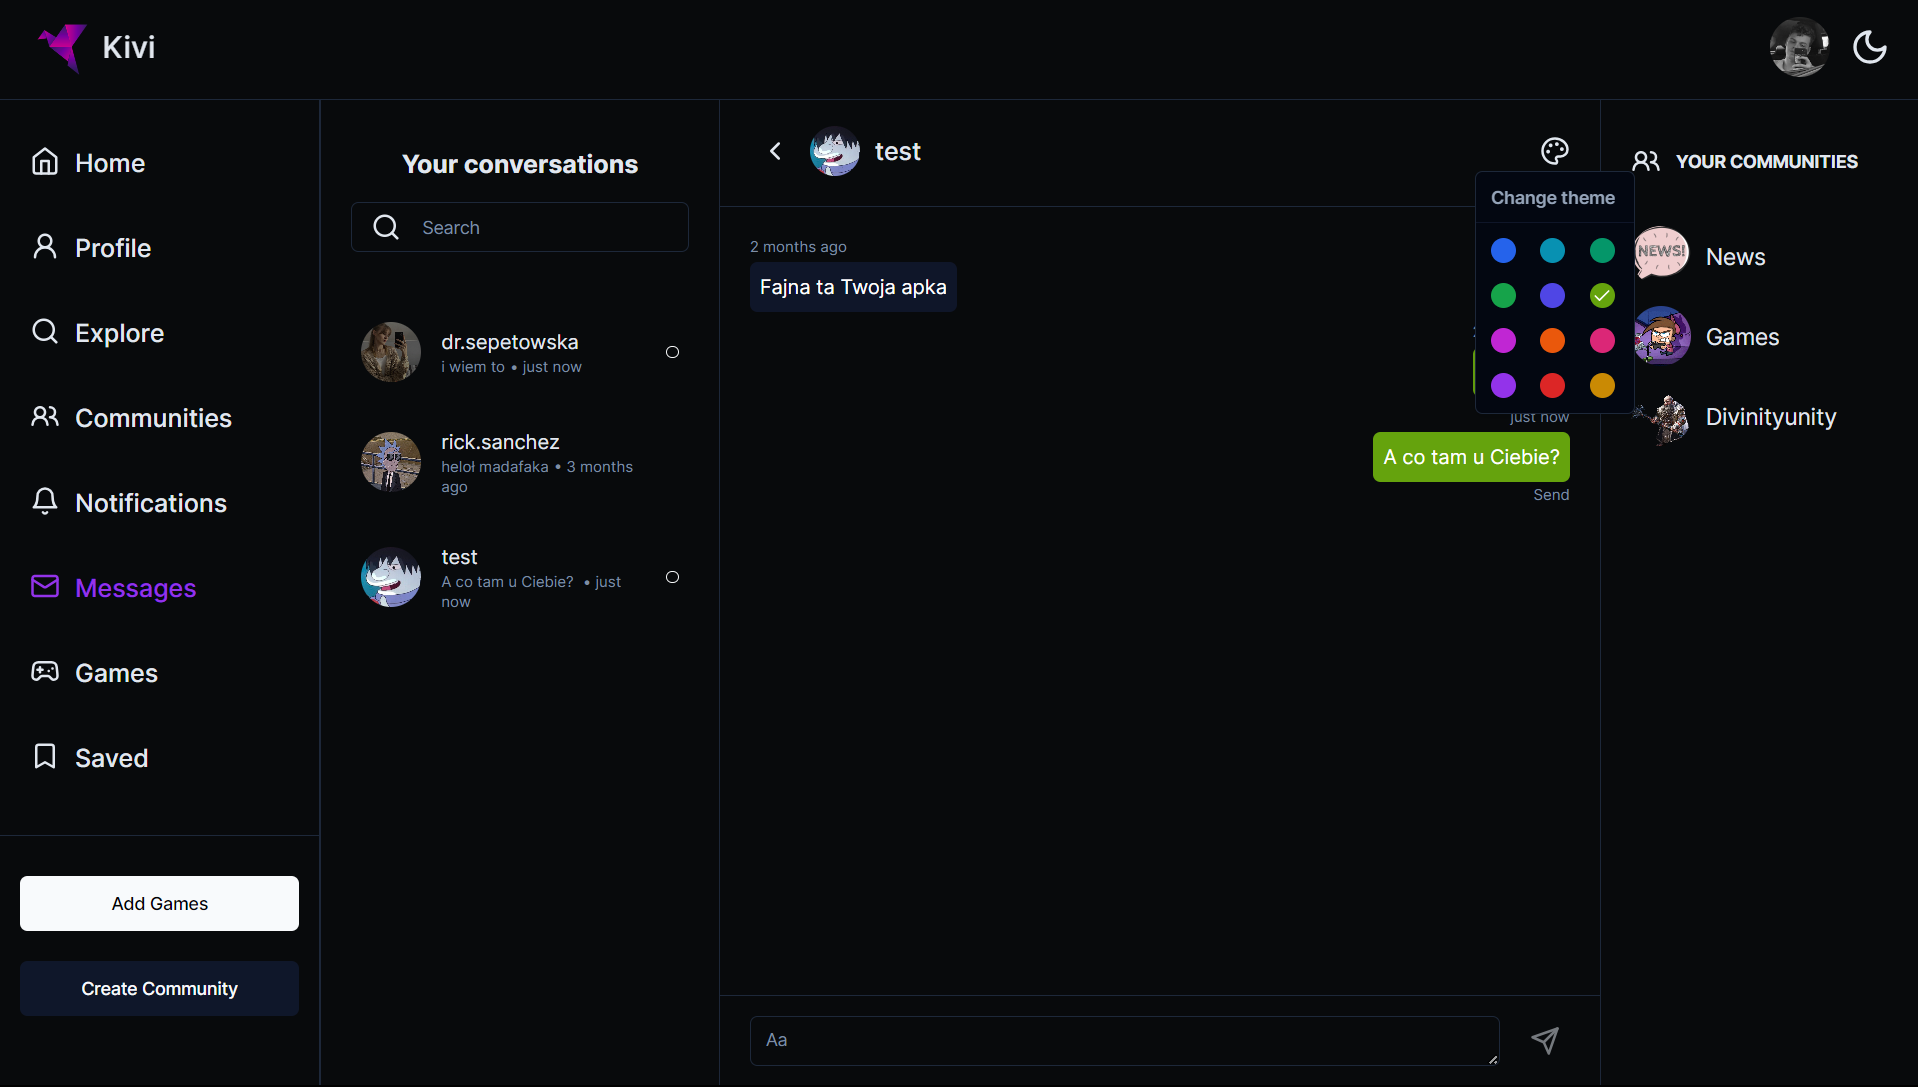 Kivi
Home
Profile
Explore
Communities
Notifications
Messages
Games
Saved
Add Games
Create Community
Your conversations
Search
dr.sepetowska
i wiem to • just now
rick.sanchez
heloł madafaka • 3 months
ago
test
A co tam u Ciebie? • just
now
test
2 months ago
Fajna ta Twoja apka
just now
A co tam u Ciebie?
Send
Aa
Change theme
YOUR COMMUNITIES
NEWS!
News
Games
Divinityunity